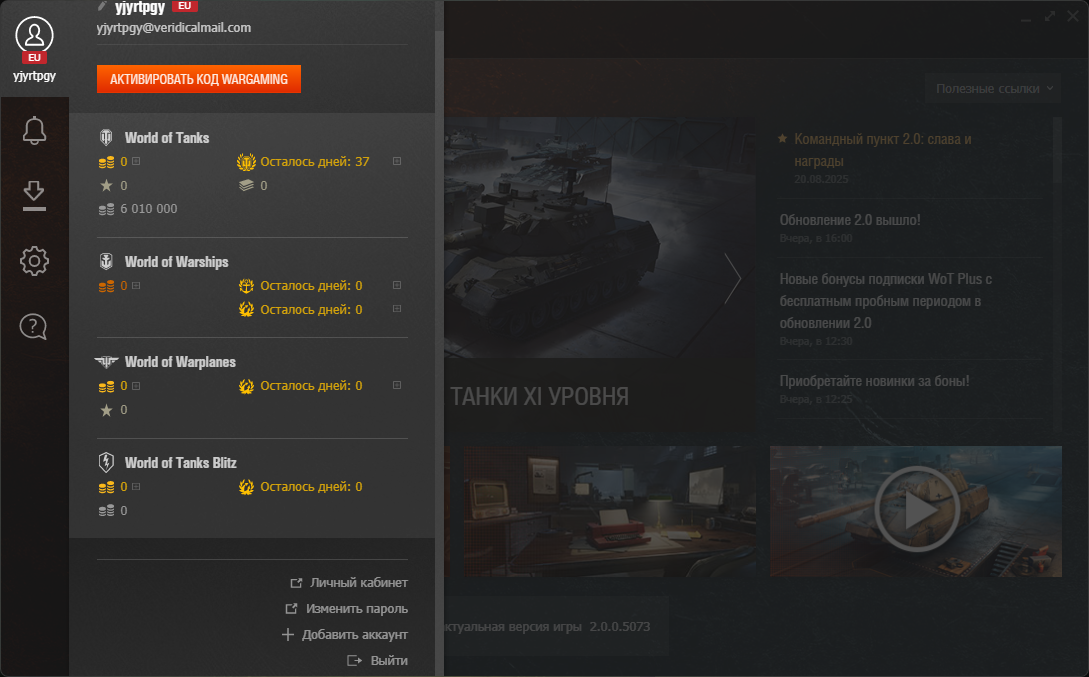 yjyrtpgy EU
yjyrtpgy@veridicalmail.com
EU
yjyrtpgy
АКТИВИРОВАТЬ КОД WARGAMING
World of Tanks
0
Осталось дней: 37
0
0
6 010 000
World of Warships
0
Осталось дней: 0
Осталось дней: 0
World of Warplanes
0
Осталось дней: 0
0
World of Tanks Blitz
0
Осталось дней: 0
0
Личный кабинет
Изменить пароль
Добавить аккаунт
Выйти
Полезные ссылки
Командный пункт 2.0: слава и
награды
20.08.2025
Обновление 2.0 вышло!
Вчера, в 16:00
Новые бонусы подписки WoT Plus с
бесплатным пробным периодом в
обновлении 2.0
Вчера, в 12:30
Приобретайте новинки за боны!
Вчера, в 12:25
ТАНКИ XI УРОВНЯ
ктуальная версия игры 2.0.0.5073